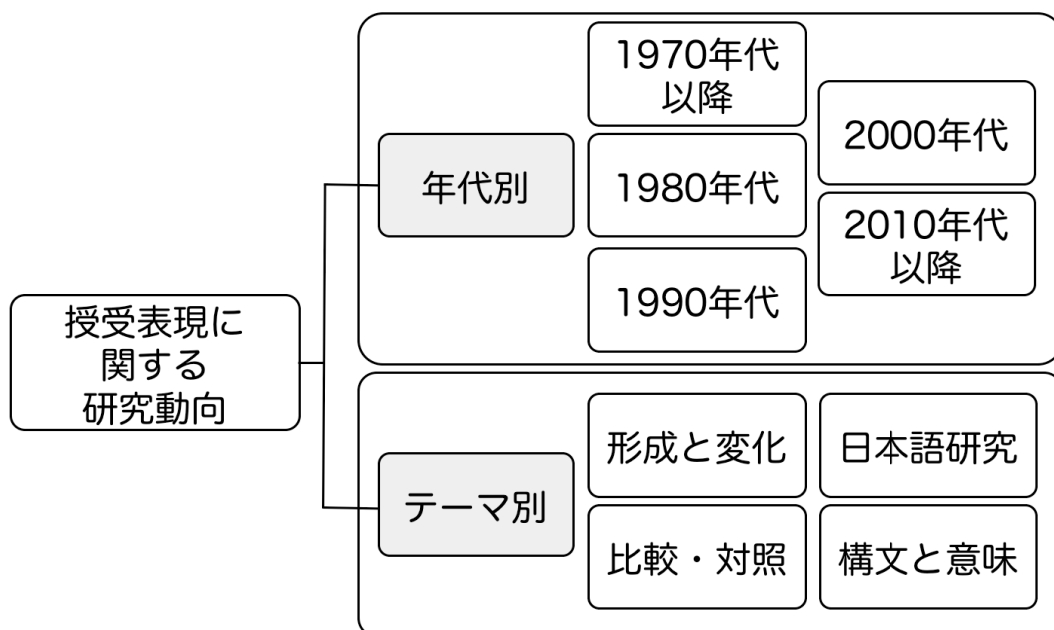 授受表現に
関する
研究動向
年代別
1970年代
以降
1980年代
1990年代
2000年代
2010年代
以降
テーマ別
形成と変化
日本語研究
比較・対照
構文と意味